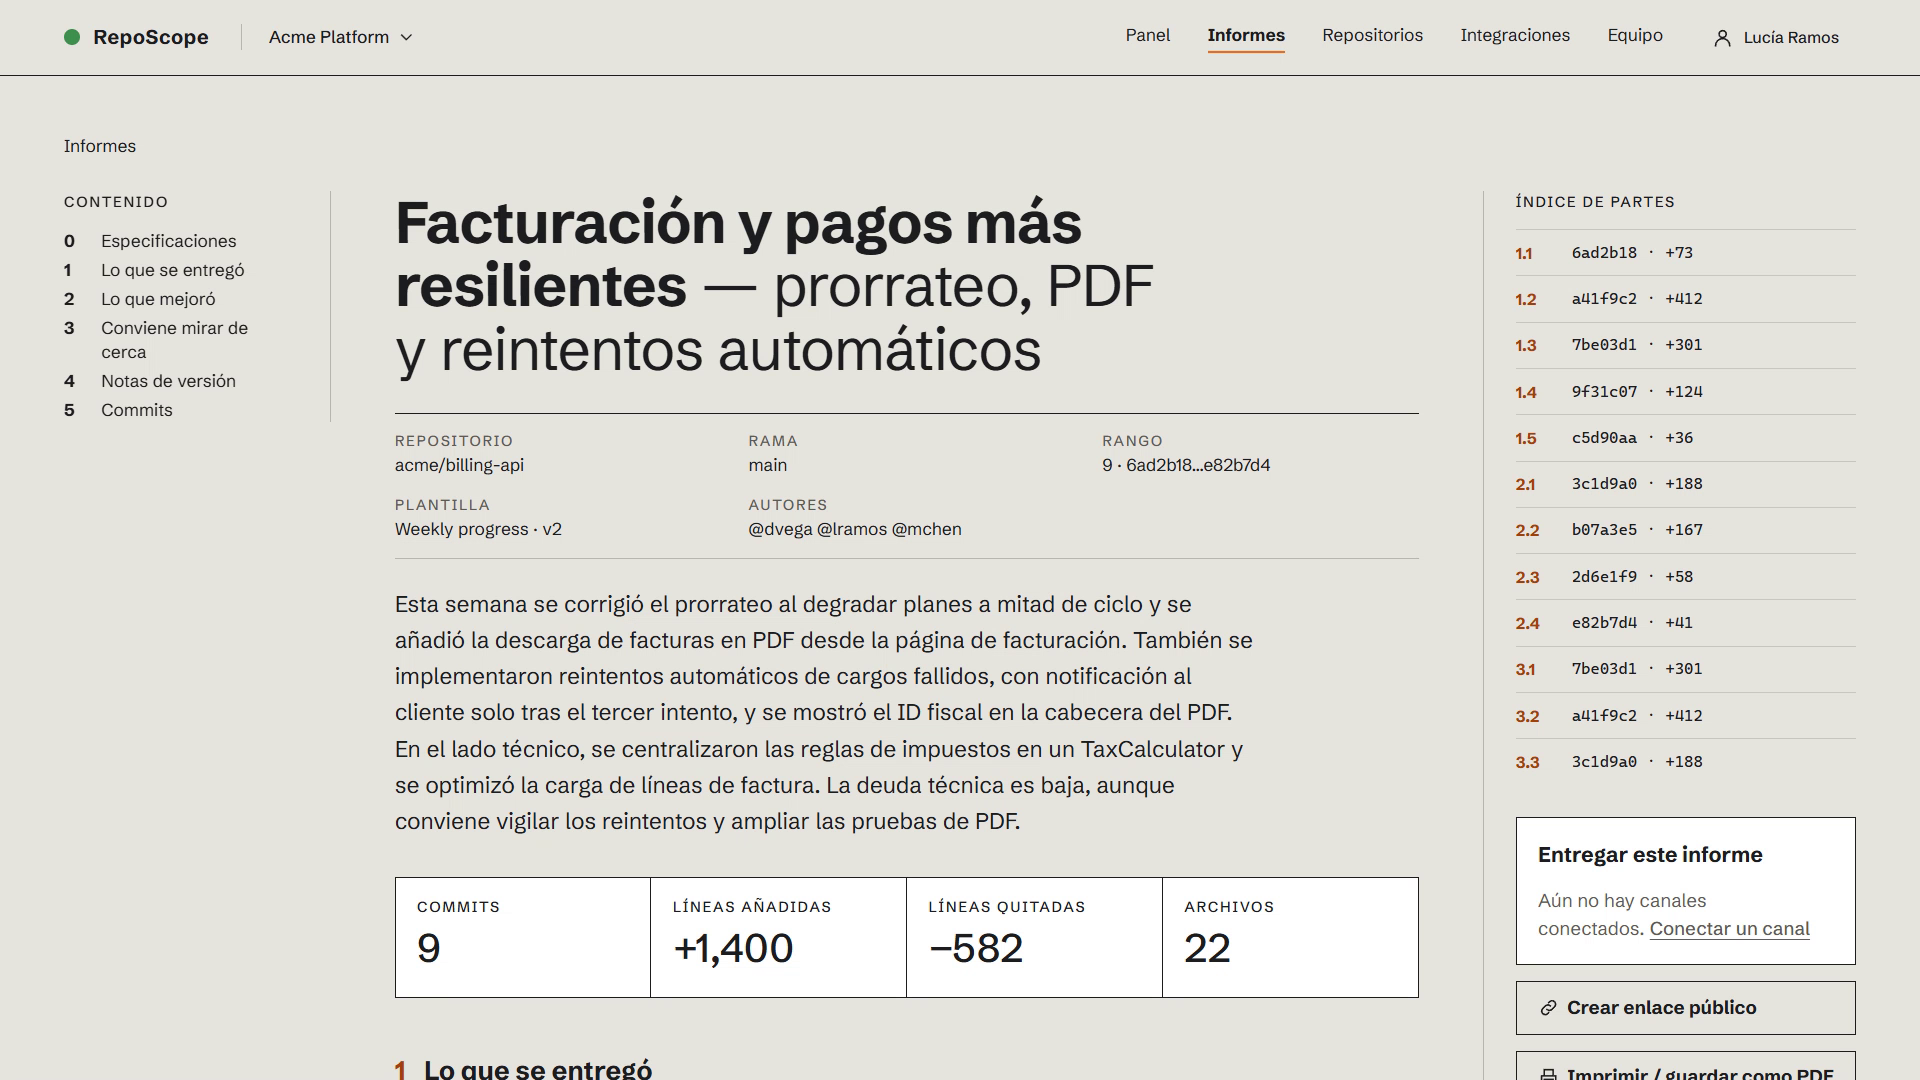 RepoScope
Acme Platform
Panel
Informes
Repositorios
Integraciones
Equipo
Lucía Ramos
Informes
CONTENIDO
0 Especificaciones
1 Lo que se entregó
2 Lo que mejoró
3 Conviene mirar de
cerca
4 Notas de versión
5 Commits
Facturación y pagos más
resilientes — prorrateo, PDF
y reintentos automáticos
REPOSITORIO
acme/billing-api
RAMA
main
RANGO
9 · 6ad2b18…e82b7d4
PLANTILLA
Weekly progress · v2
AUTORES
@dvega @lramos @mchen
Esta semana se corrigió el prorrateo al degradar planes a mitad de ciclo y se
añadió la descarga de facturas en PDF desde la página de facturación. También se
implementaron reintentos automáticos de cargos fallidos, con notificación al
cliente solo tras el tercer intento, y se mostró el ID fiscal en la cabecera del PDF.
En el lado técnico, se centralizaron las reglas de impuestos en un TaxCalculator y
se optimizó la carga de líneas de factura. La deuda técnica es baja, aunque
conviene vigilar los reintentos y ampliar las pruebas de PDF.
COMMITS
9
LÍNEAS AÑADIDAS
+1,400
LÍNEAS QUITADAS
−582
ARCHIVOS
22
1 Lo que se entregó
ÍNDICE DE PARTES
1.1 6ad2b18 · +73
1.2 a41f9c2 · +412
1.3 7be03d1 · +301
1.4 9f31c07 · +124
1.5 c5d90aa · +36
2.1 3c1d9a0 · +188
2.2 b07a3e5 · +167
2.3 2d6e1f9 · +58
2.4 e82b7d4 · +41
3.1 7be03d1 · +301
3.2 a41f9c2 · +412
3.3 3c1d9a0 · +188
Entregar este informe
Aún no hay canales
conectados. Conectar un canal
Crear enlace público
Imprimir / guardar como PDF